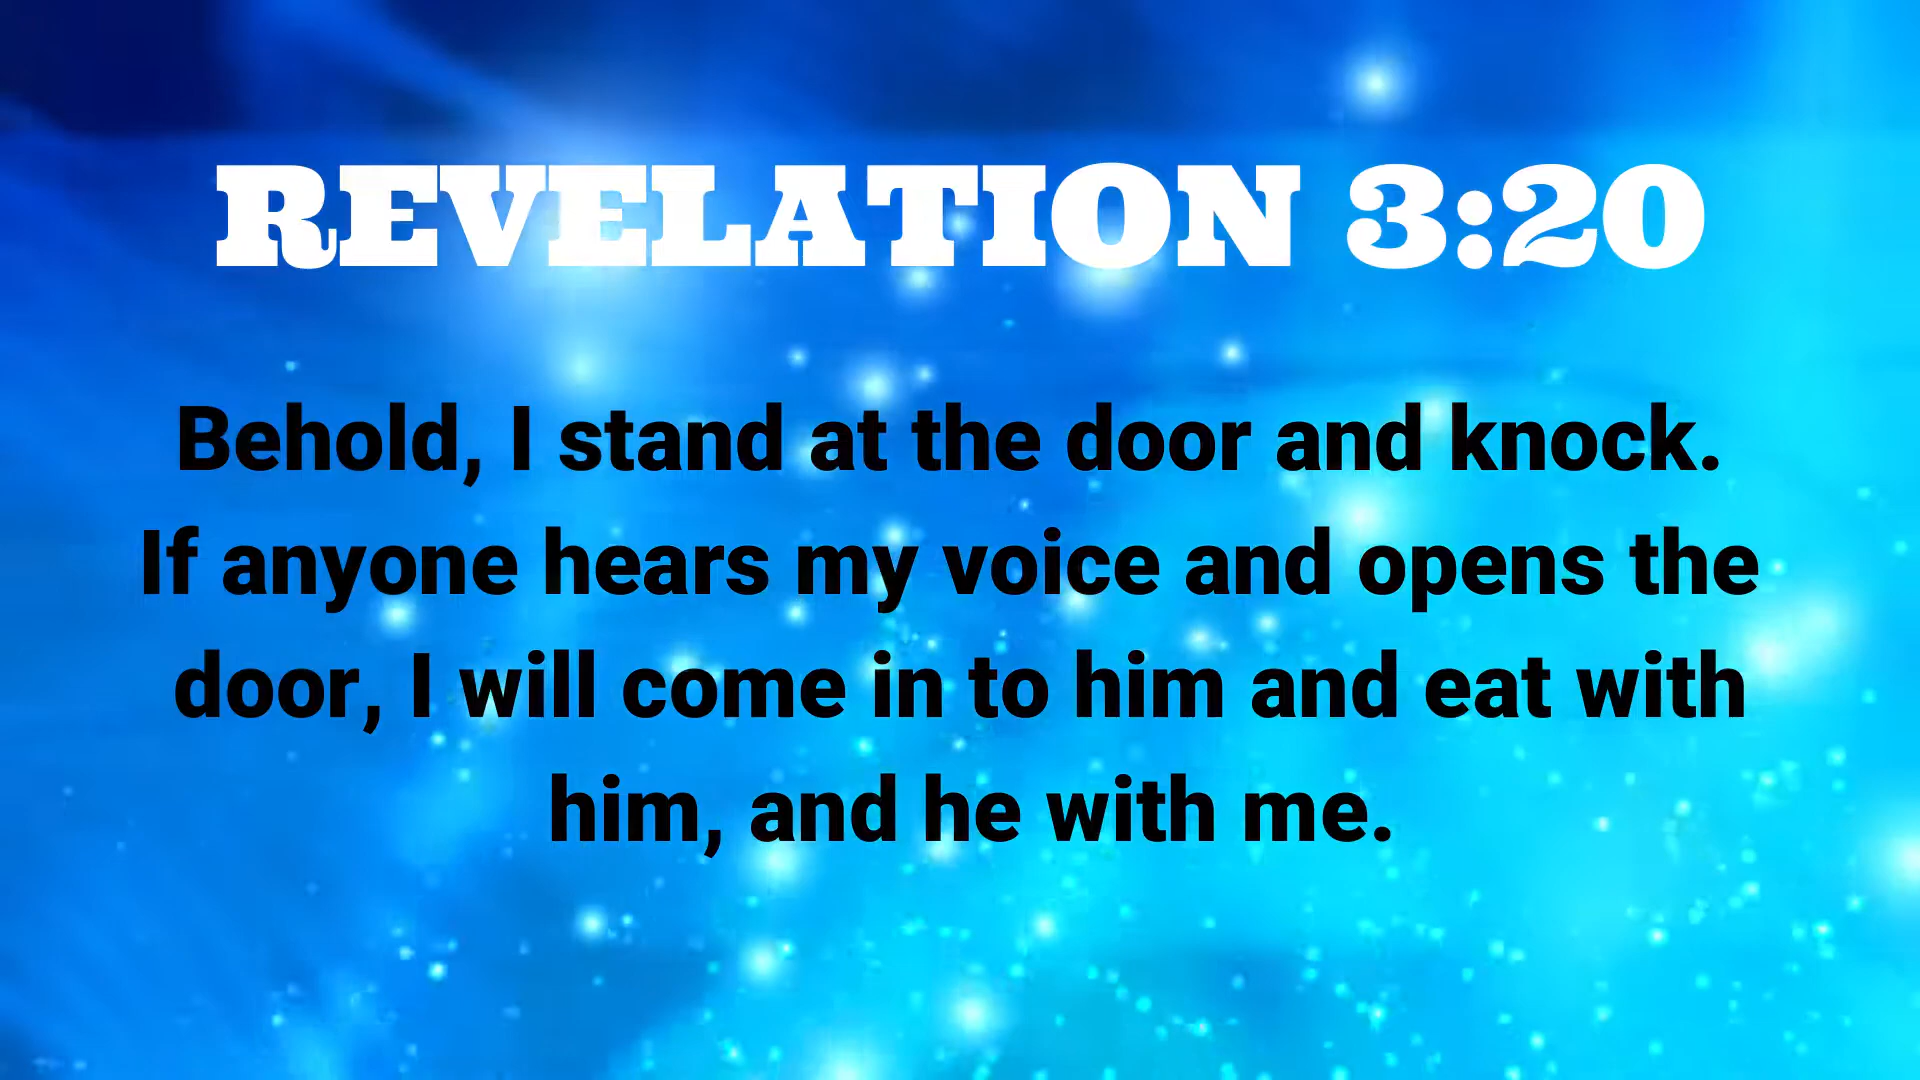 REVELATION 3:20
Behold, I stand at the door and knock.
If anyone hears my voice and opens the
door, I will come in to him and eat with
him, and he with me.